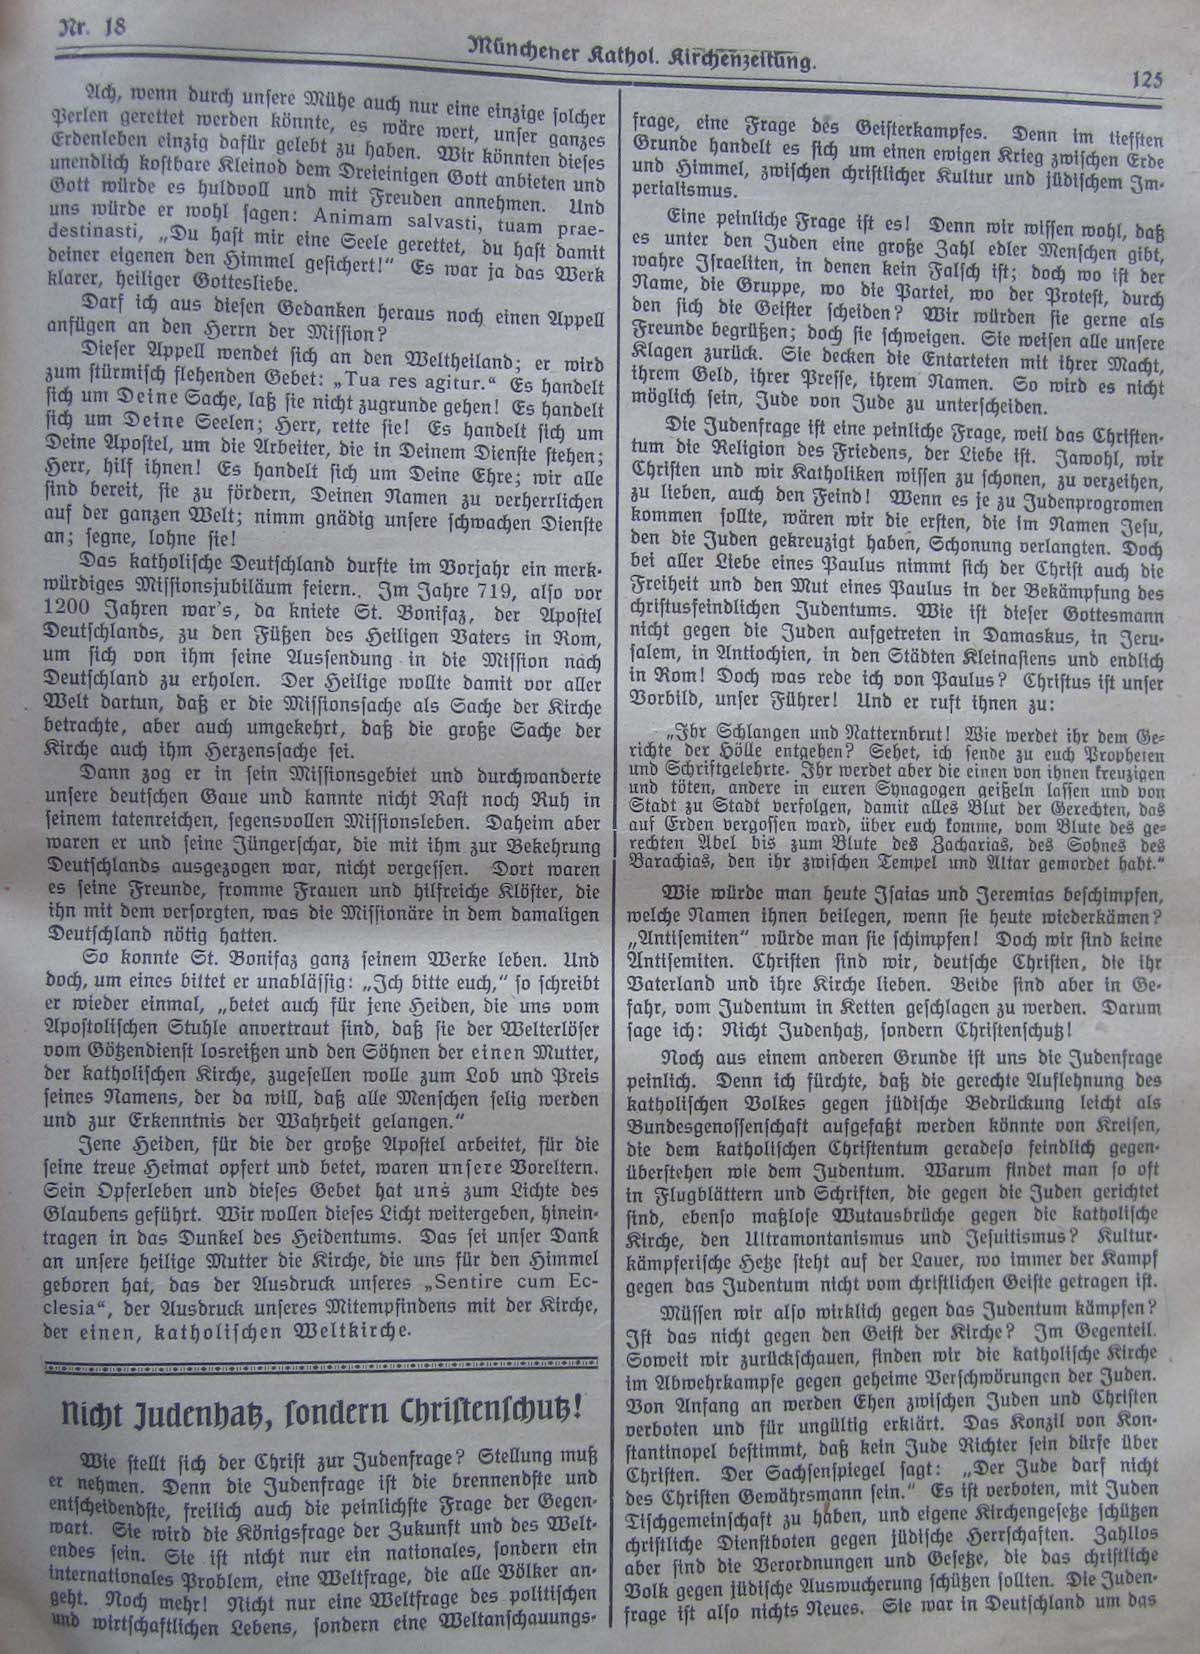 Nr. 18
Münchener Kathol. Kirchenzeitung.
125
Ach, wenn durch unsere Mühe auch nur eine einzige solcher
Perlen gerettet werden könnte, es wäre wert, unser ganzes
Erdenleben einzig dafür gelebt zu haben. Wir könnten dieses
unendlich kostbare Kleinod dem Dreieinigen Gott anbieten und
Gott würde es huldvoll und mit Freuden annehmen. Und
uns würde er wohl sagen: Animam salvasti, tuam prae-
destinasti, „Du hast mir eine Seele gerettet, du hast damit
deiner eigenen den Himmel gesichert!“ Es war ja das Werk
klarer, heiliger Gottesliebe.
Darf ich aus diesen Gedanken heraus noch einen Appell
anfügen an den Herrn der Mission?
Dieser Appell wendet sich an den Weltheiland; er wird
zum stürmisch flehenden Gebet: „Tua res agitur.“ Es handelt
sich um Deine Sache, laß sie nicht zugrunde gehen! Es handelt
sich um Deine Seelen; Herr, rette sie! Es handelt sich um
Deine Apostel, um die Arbeiter, die in Deinem Dienste stehen;
Herr, hilf ihnen! Es handelt sich um Deine Ehre; wir alle
sind bereit, sie zu fördern, Deinen Namen zu verherrlichen
auf der ganzen Welt; nimm gnädig unsere schwachen Dienste
an; segne, lohne sie!
Das katholische Deutschland durfte im Vorjahr ein merk-
würdiges Missionsjubiläum feiern. Im Jahre 719, also vor
1200 Jahren war's, da kniete St. Bonifaz, der Apostel
Deutschlands, zu den Füßen des Heiligen Vaters in Rom,
um sich von ihm seine Aussendung in die Mission nach
Deutschland zu erholen. Der Heilige wollte damit vor aller
Welt dartun, daß er die Missionssache als Sache der Kirche
betrachte, aber auch umgekehrt, daß die große Sache der
Kirche auch ihm Herzenssache sei.
Dann zog er in sein Missionsgebiet und durchwanderte
unsere deutschen Gaue und kannte nicht Rast noch Ruh in
seinem tatenreichen, segensvollen Missionsleben. Daheim aber
waren er und seine Jüngerschar, die mit ihm zur Bekehrung
Deutschlands ausgezogen war, nicht vergessen. Dort waren
es seine Freunde, fromme Frauen und hilfreiche Klöster, die
ihn mit dem versorgten, was die Missionäre in dem damaligen
Deutschland nötig hatten.
So konnte St. Bonifaz ganz seinem Werke leben. Und
doch, um eines bittet er unablässig: „Ich bitte euch,“ so schreibt
er wieder einmal, „betet auch für jene Heiden, die uns vom
Apostolischen Stuhle anvertraut sind, daß sie der Welterlöser
vom Götzendienst losreißen und den Söhnen der einen Mutter,
der katholischen Kirche, zugesellen wolle zum Lob und Preis
seines Namens, der da will, daß alle Menschen selig werden
und zur Erkenntnis der Wahrheit gelangen.“
Jene Heiden, für die der große Apostel arbeitet, für die
seine treue Heimat opfert und betet, waren unsere Voreltern.
Sein Opferleben und dieses Gebet hat uns zum Lichte des
Glaubens geführt. Wir wollen dieses Licht weitergeben, hinein-
tragen in das Dunkel des Heidentums. Das sei unser Dank
an unsere heilige Mutter die Kirche, die uns für den Himmel
geboren hat, das der Ausdruck unseres „Sentire cum Ec-
clesia“, der Ausdruck unseres Mitempfindens mit der Kirche,
der einen, katholischen Weltkirche.
Nicht Judenhatz, sondern Christenschutz!
Wie stellt sich der Christ zur Judenfrage? Stellung muß
er nehmen. Denn die Judenfrage ist die brennendste und
entscheidendste, freilich auch die peinlichste Frage der Gegen-
wart. Sie wird die Königsfrage der Zukunft und des Welt-
endes sein. Sie ist nicht nur ein nationales, sondern ein
internationales Problem, eine Weltfrage, die alle Völker an-
geht. Noch mehr! Nicht nur eine Weltfrage des politischen
und wirtschaftlichen Lebens, sondern eine Weltanschauungs-
frage, eine Frage des Geisterkampfes. Denn im tiefsten
Grunde handelt es sich um einen ewigen Krieg zwischen Erde
und Himmel, zwischen christlicher Kultur und jüdischem Im-
perialismus.
Eine peinliche Frage ist es! Denn wir wissen wohl, daß
es unter den Juden eine große Zahl edler Menschen gibt,
wahre Israeliten, in denen kein Falsch ist; doch wo ist der
Name, die Gruppe, wo die Partei, wo der Protest, durch
den sich die Geister scheiden? Wir würden sie gerne als
Freunde begrüßen; doch sie schweigen. Sie weisen alle unsere
Klagen zurück. Sie decken die Entarteten mit ihrer Macht,
ihrem Geld, ihrer Presse, ihrem Namen. So wird es nicht
möglich sein, Jude von Jude zu unterscheiden.
Die Judenfrage ist eine peinliche Frage, weil das Christen-
tum die Religion des Friedens, der Liebe ist. Jawohl, wir
Christen und wir Katholiken wissen zu schonen, zu verzeihen,
zu lieben, auch den Feind! Wenn es je zu Judenprogromen
kommen sollte, wären wir die ersten, die im Namen Jesu,
den die Juden gekreuzigt haben, Schonung verlangten. Doch
bei aller Liebe eines Paulus nimmt sich der Christ auch die
Freiheit und den Mut eines Paulus in der Bekämpfung des
christusfeindlichen Judentums. Wie ist dieser Gottesmann
nicht gegen die Juden aufgetreten in Damaskus, in Jeru-
salem, in Antiochien, in den Städten Kleinasiens und endlich
in Rom! Doch was rede ich von Paulus? Christus ist unser
Vorbild, unser Führer! Und er ruft ihnen zu:
„Ihr Schlangen und Natternbrut! Wie werdet ihr dem Ge-
richte der Hölle entgehen? Sehet, ich sende zu euch Propheten
und Schriftgelehrte. Ihr werdet aber die einen von ihnen kreuzigen
und töten, andere in euren Synagogen geißeln lassen und von
Stadt zu Stadt verfolgen, damit alles Blut der Gerechten, das
auf Erden vergossen ward, über euch komme, vom Blute des ge-
rechten Abel bis zum Blute des Zacharias, des Sohnes des
Barachias, den ihr zwischen Tempel und Altar gemordet habt.“
Wie würde man heute Isaias und Jeremias beschimpfen,
welche Namen ihnen beilegen, wenn sie heute wiederkämen?
„Antisemiten“ würde man sie schimpfen! Doch wir sind keine
Antisemiten. Christen sind wir, deutsche Christen, die ihr
Vaterland und ihre Kirche lieben. Beide sind aber in Ge-
fahr, vom Judentum in Ketten geschlagen zu werden. Darum
sage ich: Nicht Judenhatz, sondern Christenschutz!
Noch aus einem anderen Grunde ist uns die Judenfrage
peinlich. Denn ich fürchte, daß die gerechte Auflehnung des
katholischen Volkes gegen jüdische Bedrückung leicht als
Bundesgenossenschaft aufgefaßt werden könnte von Kreisen,
die dem katholischen Christentum geradeso feindlich gegen-
überstehen wie dem Judentum. Warum findet man so oft
in Flugblättern und Schriften, die gegen die Juden gerichtet
sind, ebenso maßlose Wutausbrüche gegen die katholische
Kirche, den Ultramontanismus und Jesuitismus? Kultur-
kämpferische Hetze steht auf der Lauer, wo immer der Kampf
gegen das Judentum nicht vom christlichen Geiste getragen ist.
Müssen wir also wirklich gegen das Judentum kämpfen?
Ist das nicht gegen den Geist der Kirche? Im Gegenteil.
Soweit wir zurückschauen, finden wir die katholische Kirche
im Abwehrkampfe gegen geheime Verschwörungen der Juden.
Von Anfang an werden Ehen zwischen Juden und Christen
verboten und für ungültig erklärt. Das Konzil von Kon-
stantinopel bestimmt, daß kein Jude Richter sein dürfe über
Christen. Der Sachsenspiegel sagt: „Der Jude darf nicht
des Christen Gewährsmann sein.“ Es ist verboten, mit Juden
Tischgemeinschaft zu haben, und eigene Kirchengesetze schützen
christliche Dienstboten gegen jüdische Herrschaften. Zahllos
aber sind die Verordnungen und Gesetze, die das christliche
Volk gegen jüdische Auswucherung schützen sollten. Die Juden-
frage ist also nichts Neues. Sie war in Deutschland um das